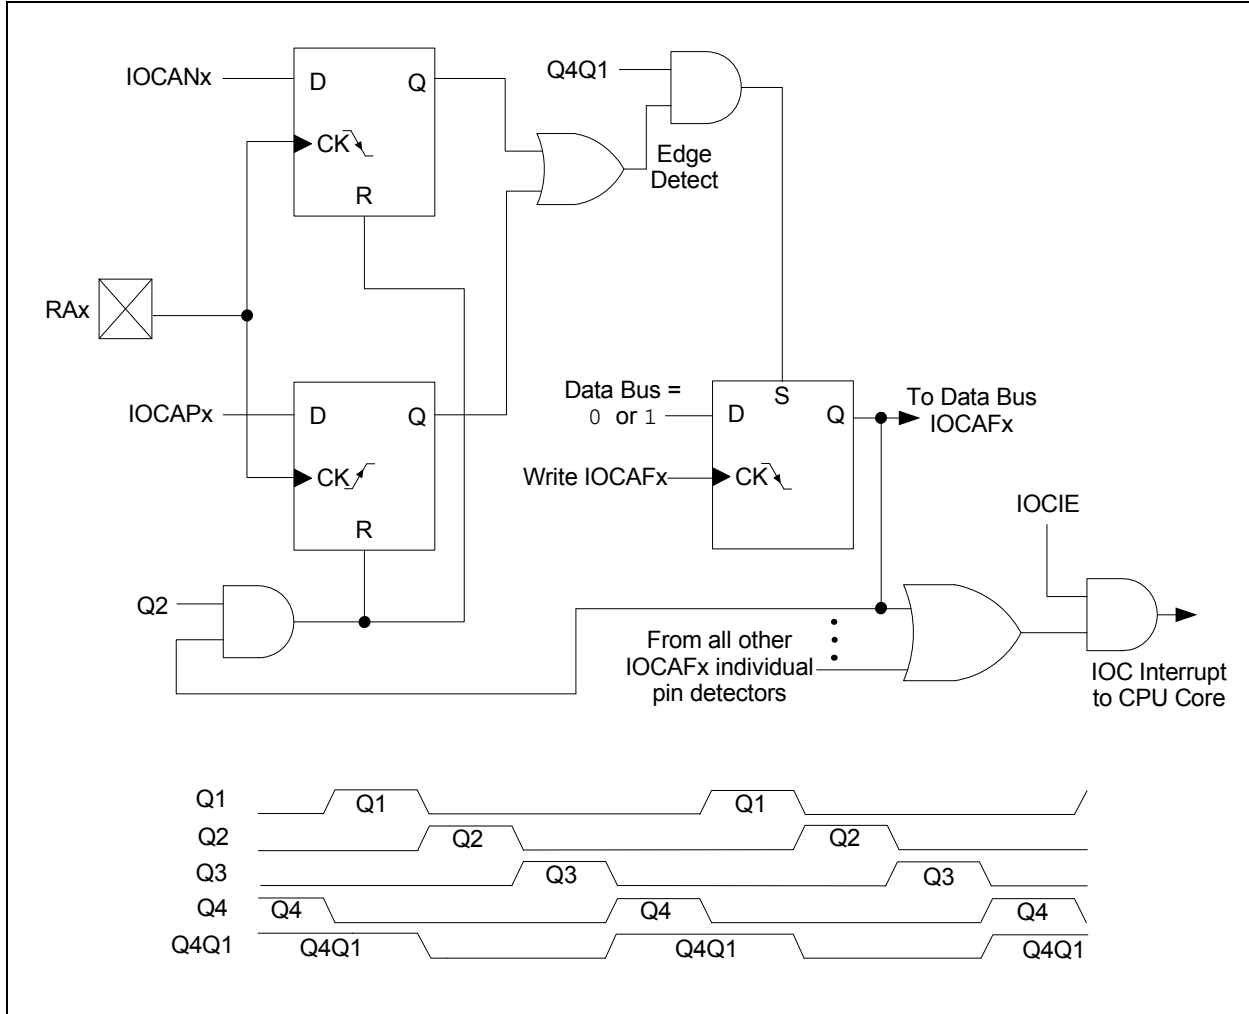 IOCANx
D
Q
CK
R
Q4Q1
Edge
Detect
RAx
IOCAPx
D
Q
CK
R
Data Bus =
0 or 1
S
D
Q
To Data Bus
IOCAFx
Write IOCAFx
CK
IOCIE
Q2
From all other
IOCAFx individual
pin detectors
IOC Interrupt
to CPU Core
Q1
Q1
Q1
Q2
Q2
Q2
Q3
Q3
Q3
Q4
Q4
Q4
Q4
Q4Q1
Q4Q1
Q4Q1
Q4Q1